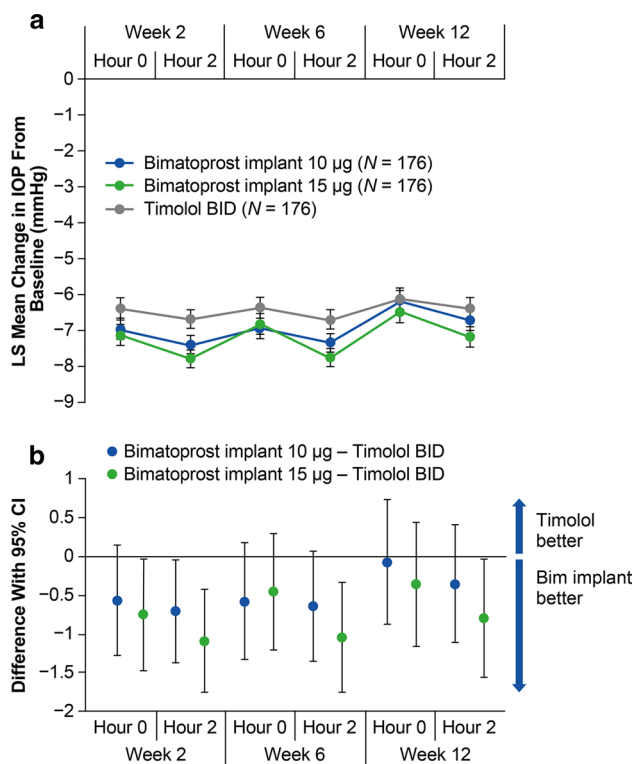 a
Week 2 Week 6 Week 12
Hour 0 Hour 2 Hour 0 Hour 2 Hour 0 Hour 2
LS Mean Change in IOP From
Baseline (mmHg)
0
−1
−2
−3
−4
−5
−6
−7
−8
−9
Bimatoprost implant 10 µg (N = 176)
Bimatoprost implant 15 µg (N = 176)
Timolol BID (N = 176)
b
Bimatoprost implant 10 µg – Timolol BID
Bimatoprost implant 15 µg – Timolol BID
Difference With 95% CI
1
0.5
0
−0.5
−1
−1.5
−2
Timolol
better
Bim implant
better
Hour 0 Hour 2 Hour 0 Hour 2 Hour 0 Hour 2
Week 2 Week 6 Week 12